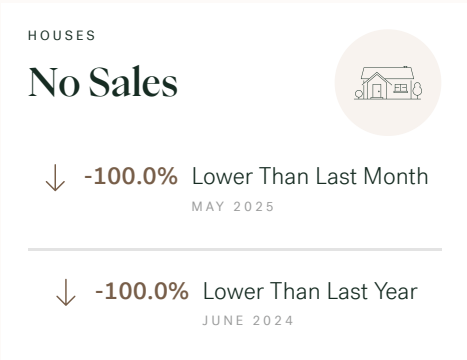 HOUSES
No Sales
-100.0% Lower Than Last Month
MAY 2025
-100.0% Lower Than Last Year
JUNE 2024